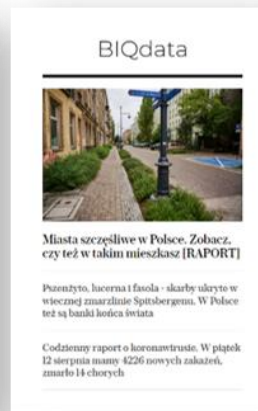 BIQdata
Miasta szczęśliwe w Polsce. Zobacz,
czy też w takim mieszkasz [RAPORT]
Pszenżyto, lucerna i fasola - skarby ukryte w
wiecznej zmarzlinie Spitsbergenu. W Polsce
też są banki końca świata
Codzienny raport o koronawirusie. W piątek
12 sierpnia mamy 4226 nowych zakażeń,
zmarło 14 chorych